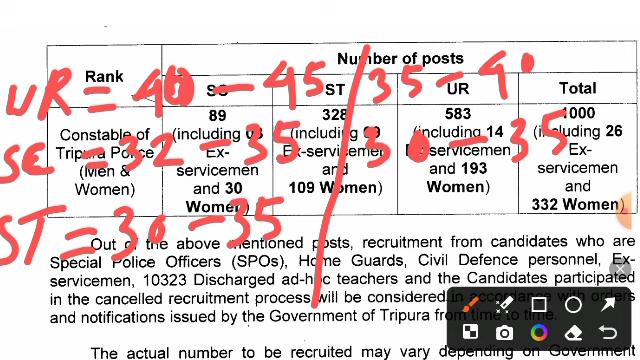 Number of posts
Rank SC ST UR Total
Constable of Tripura Police (Men & Women)
89 (including 03 Ex-servicemen and 30 Women)
328 Ex-servicemen and 109 Women)
583 (including 14 and 193 Women)
1000 including 26 Ex-servicemen and 332 Women)
UR = 40 - 45 35 - 40
SC = 32 - 35 30 - 35
ST = 30 - 35
Out of the above mentioned posts, recruitment from candidates who are
Special Police Officers (SPOs), Home Guards, Civil Defence personnel, Ex-
servicemen, 10323 Discharged ad-hoc teachers and the Candidates participated
in the cancelled recruitment process will be considered in accordance with orders
and notifications issued by the Government of Tripura from time to time.
The actual number to be recruited may vary depending on Government